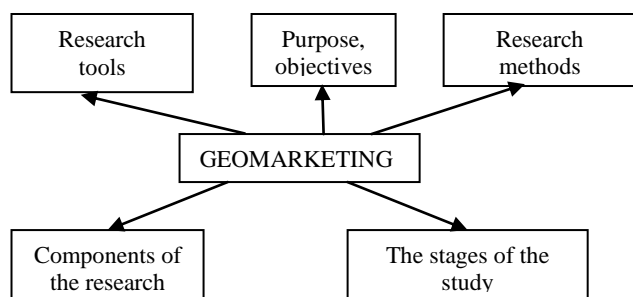 Research
tools
Purpose,
objectives
Research
methods
GEOMARKETING
Components of
the research
The stages of the
study